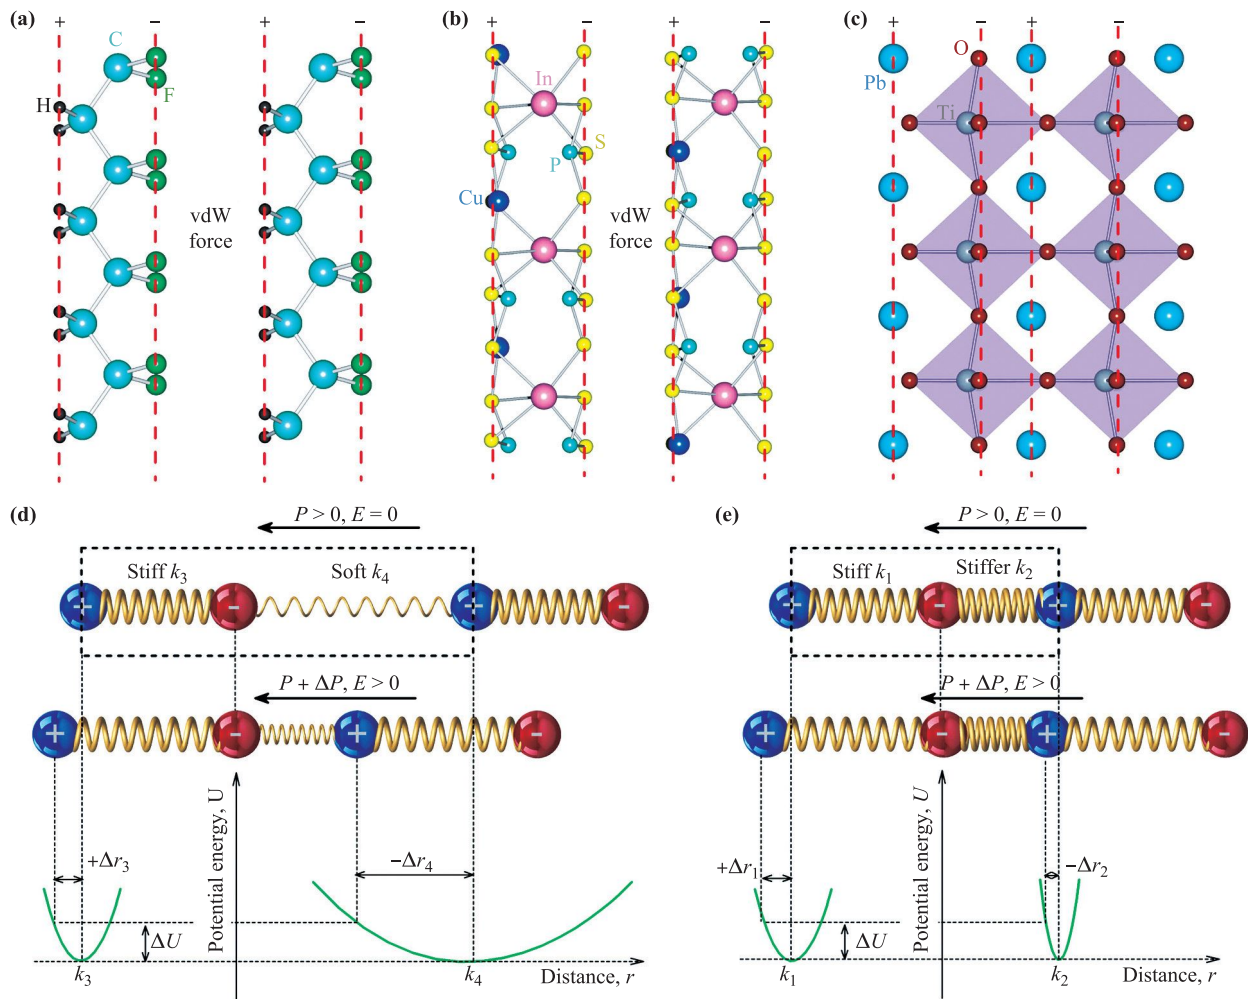 (a)
+ − + −
C
F
H
vdW
force
(b)
+ − + −
In
S
P
Cu
vdW
force
(c)
+ − + −
O
Pb
Ti
(d)
P > 0, E = 0
Stiff k3
Soft k4
+ - + -
P + ΔP, E > 0
+ - + -
Potential energy, U
+Δr3
−Δr4
ΔU
k3
k4
Distance, r
(e)
P > 0, E = 0
Stiff k1
Stiffer k2
+ - + -
P + ΔP, E > 0
+ - + -
Potential energy, U
+Δr1
−Δr2
ΔU
k1
k2
Distance, r